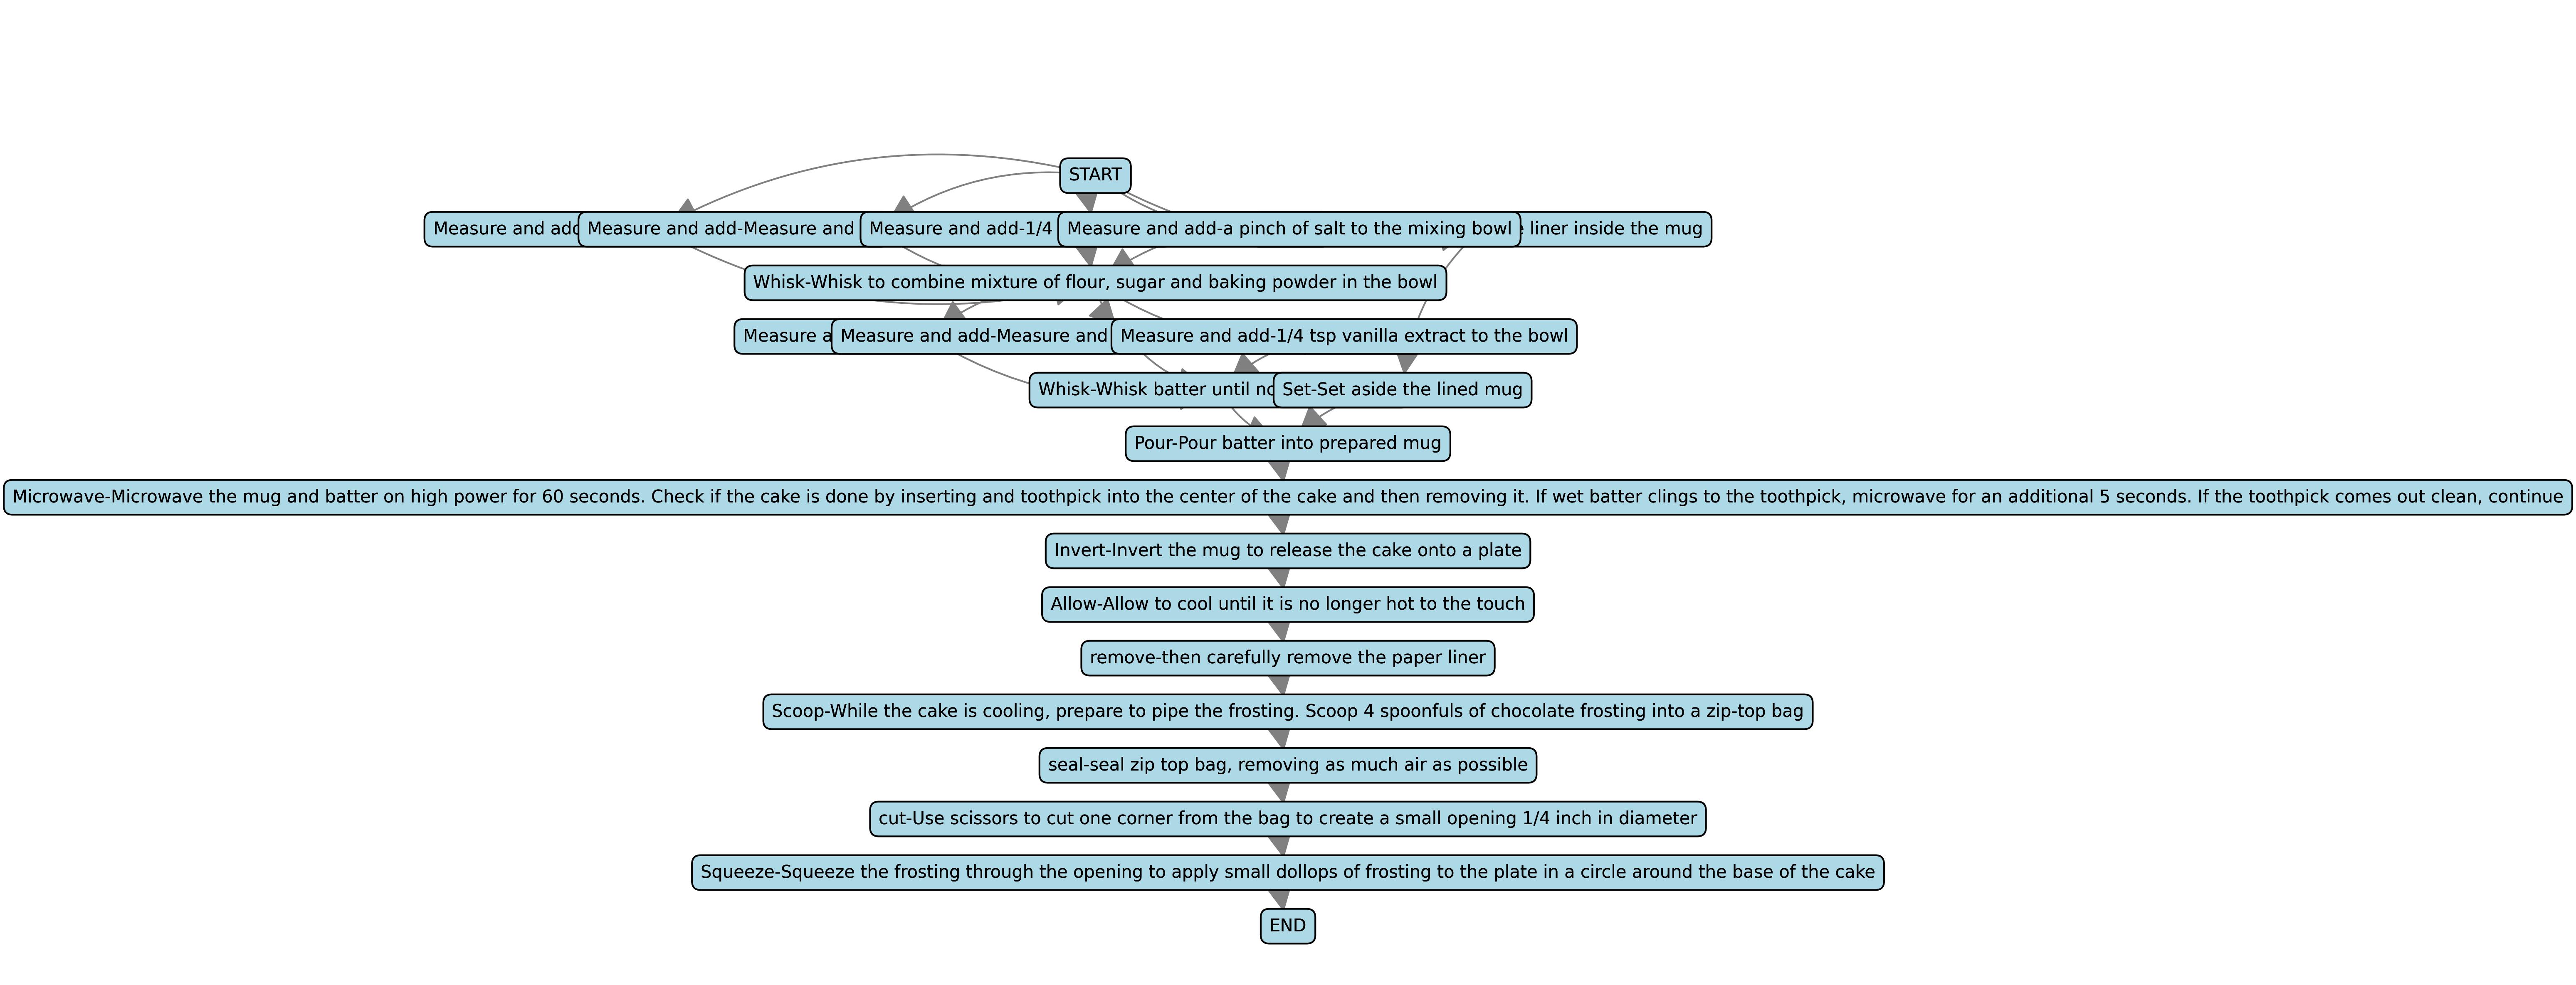 START
Measure and add
Measure and add-Measure and
Measure and add-1/4
Measure and add-a pinch of salt to the mixing bowl
liner inside the mug
Whisk-Whisk to combine mixture of flour, sugar and baking powder in the bowl
Measure
Measure and add-Measure and
Measure and add-1/4 tsp vanilla extract to the bowl
Whisk-Whisk batter until
Set-Set aside the lined mug
Pour-Pour batter into prepared mug
Microwave-Microwave the mug and batter on high power for 60 seconds. Check if the cake is done by inserting and toothpick into the center of the cake and then removing it. If wet batter clings to the toothpick, microwave for an additional 5 seconds. If the toothpick comes out clean, continue
Invert-Invert the mug to release the cake onto a plate
Allow-Allow to cool until it is no longer hot to the touch
remove-then carefully remove the paper liner
Scoop-While the cake is cooling, prepare to pipe the frosting. Scoop 4 spoonfuls of chocolate frosting into a zip-top bag
seal-seal zip top bag, removing as much air as possible
cut-Use scissors to cut one corner from the bag to create a small opening 1/4 inch in diameter
Squeeze-Squeeze the frosting through the opening to apply small dollops of frosting to the plate in a circle around the base of the cake
END